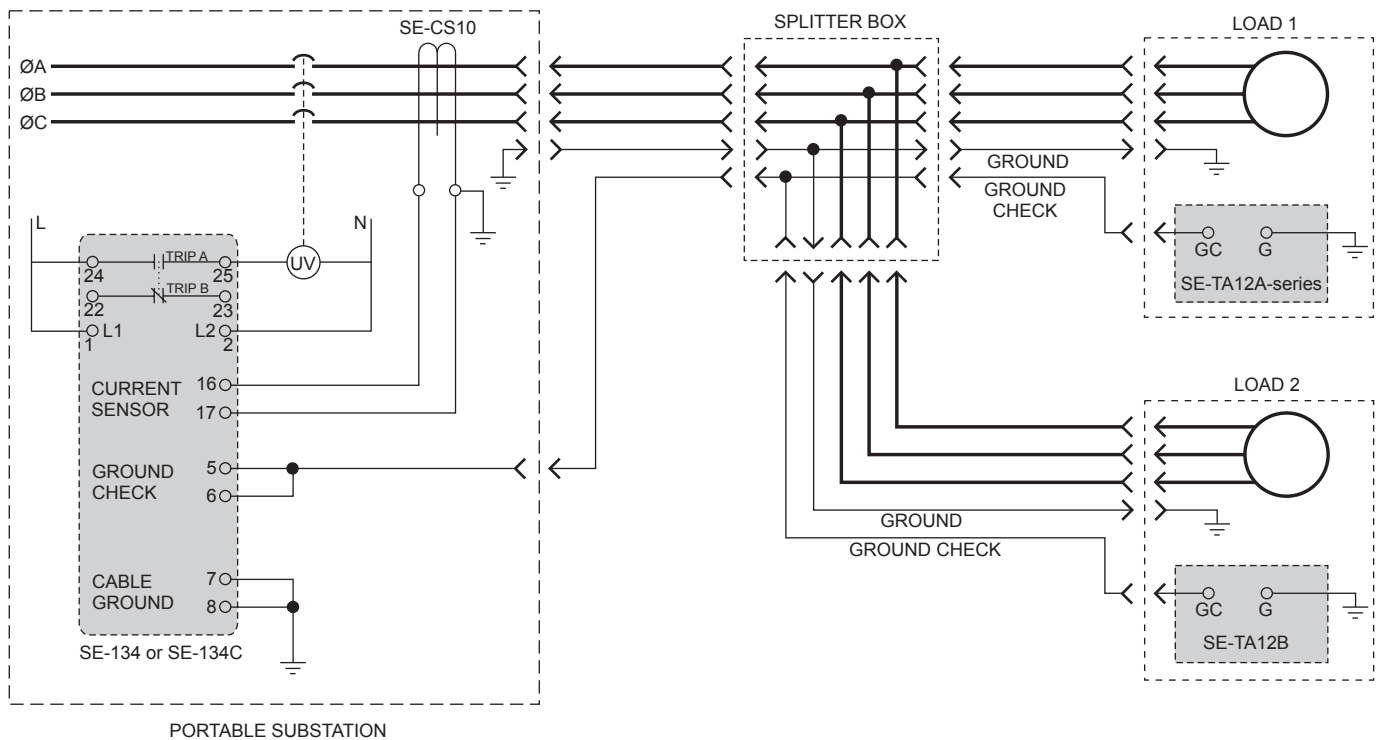 SE-CS10
SPLITTER BOX
LOAD 1
ØA
ØB
ØC
GROUND
GROUND
CHECK
L
N
TRIP A
24
25
UV
GC
G
TRIP B
22
23
SE-TA12A-series
L1
L2
1
2
CURRENT
SENSOR
16
17
LOAD 2
GROUND
CHECK
5
6
GROUND
GROUND CHECK
CABLE
GROUND
7
8
GC
G
SE-TA12B
SE-134 or SE-134C
PORTABLE SUBSTATION